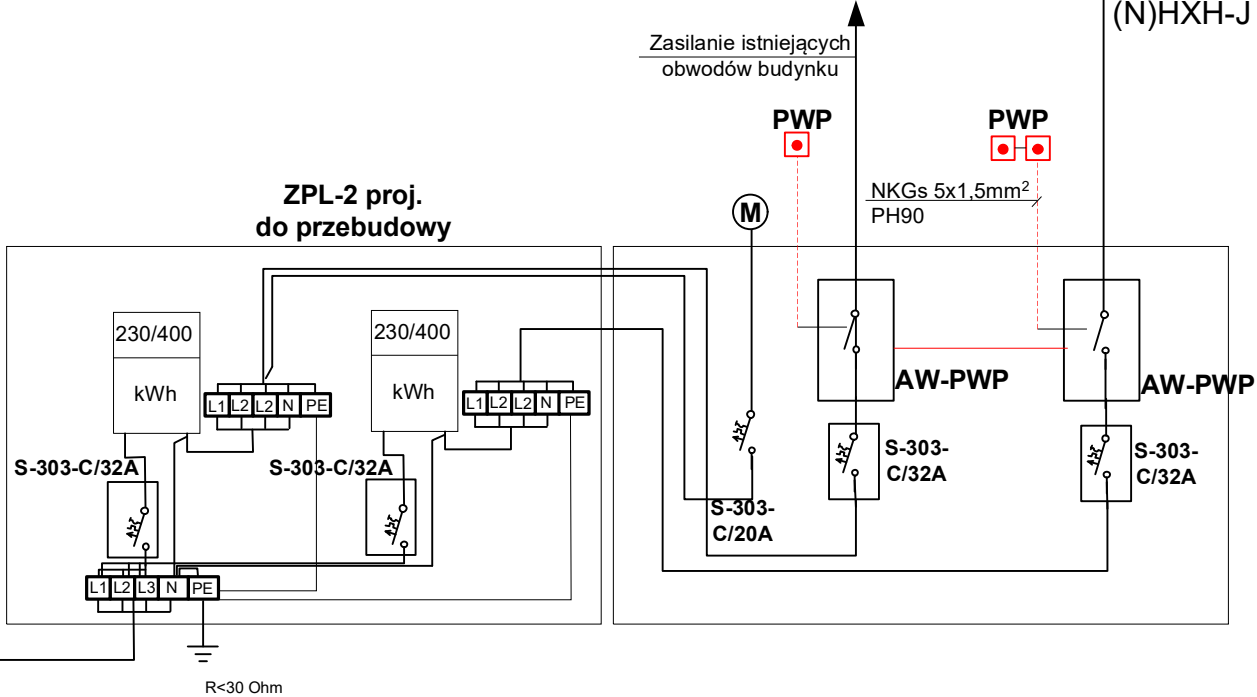 (N)HXH-J
Zasilanie istniejących
obwodów budynku
PWP
PWP
NKGs 5x1,5mm²
PH90
ZPL-2 proj.
do przebudowy
M
230/400
kWh
230/400
kWh
L1 L2 L2 N PE
L1 L2 L2 N PE
AW-PWP
AW-PWP
S-303-C/32A
S-303-C/32A
S-303-
C/20A
S-303-
C/32A
S-303-
C/32A
L1 L2 L3 N PE
R<30 Ohm